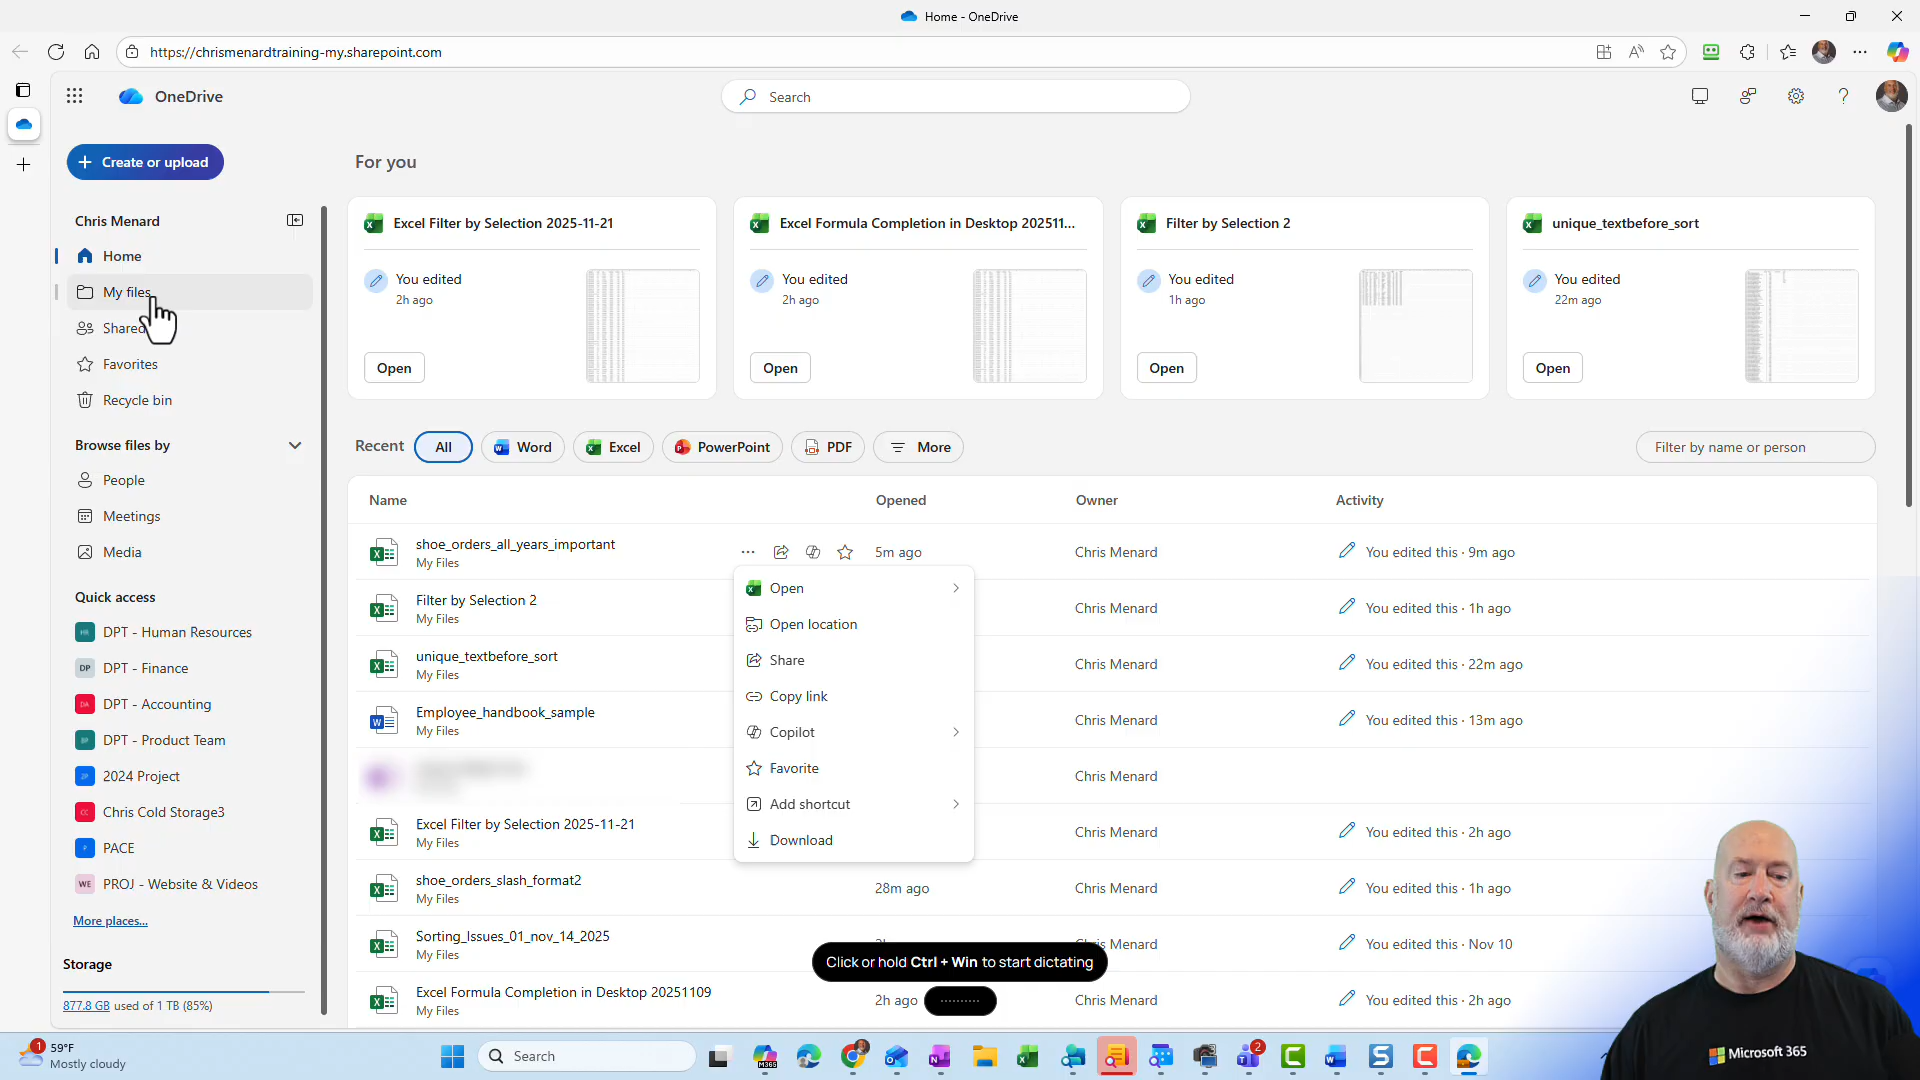 Home - OneDrive
https://chrismenardtraining-my.sharepoint.com
OneDrive
Search
Create or upload
For you
Chris Menard
Home
My files
Shared
Favorites
Recycle bin
Browse files by
People
Meetings
Media
Quick access
DPT - Human Resources
DP DPT - Finance
DA DPT - Accounting
DPT - Product Team
2024 Project
CC Chris Cold Storage3
P PACE
WE PROJ - Website & Videos
More places...
Storage
877.8 GB used of 1 TB (85%)
Excel Filter by Selection 2025-11-21
You edited
2h ago
Open
Excel Formula Completion in Desktop 202511...
You edited
2h ago
Open
Filter by Selection 2
You edited
1h ago
Open
unique_textbefore_sort
You edited
22m ago
Open
Recent
All
Word
Excel
PowerPoint
PDF
More
Filter by name or person
Name Opened Owner Activity
shoe_orders_all_years_important
My Files
5m ago
Chris Menard
You edited this · 9m ago
Filter by Selection 2
My Files
Chris Menard
You edited this · 1h ago
unique_textbefore_sort
My Files
Chris Menard
You edited this · 22m ago
Employee_handbook_sample
My Files
Chris Menard
You edited this · 13m ago
Chris Menard
Excel Filter by Selection 2025-11-21
My Files
Chris Menard
You edited this · 2h ago
shoe_orders_slash_format2
My Files
28m ago
Chris Menard
You edited this · 1h ago
Sorting_Issues_01_nov_14_2025
My Files
Menard
You edited this · Nov 10
Excel Formula Completion in Desktop 20251109
My Files
2h ago
Chris Menard
You edited this · 2h ago
Open
Open location
Share
Copy link
Copilot
Favorite
Add shortcut
Download
Click or hold Ctrl + Win to start dictating
Microsoft 365
1
59°F
Mostly cloudy
Search
M365
2